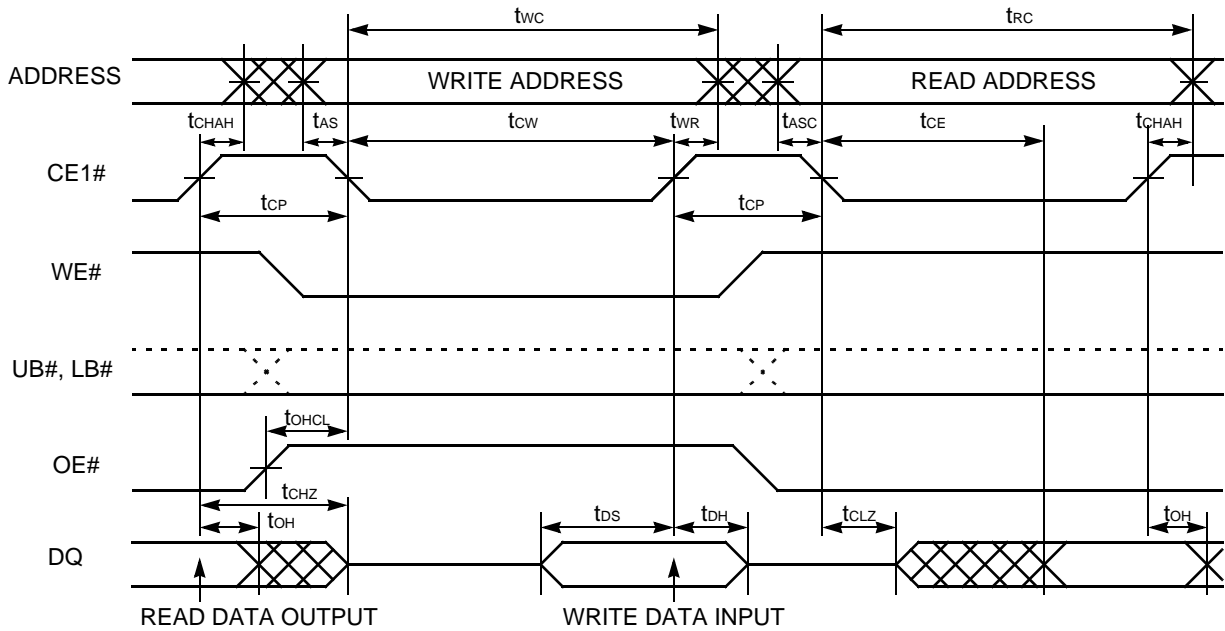 tWC tRC
ADDRESS WRITE ADDRESS READ ADDRESS
tCHAH tAS tCW tWR tASC tCE tCHAH
CE1#
tCP tCP
WE#
UB#, LB#
tOHCL
OE#
tCHZ
tOH tDS tDH tCLZ tOH
DQ
READ DATA OUTPUT WRITE DATA INPUT